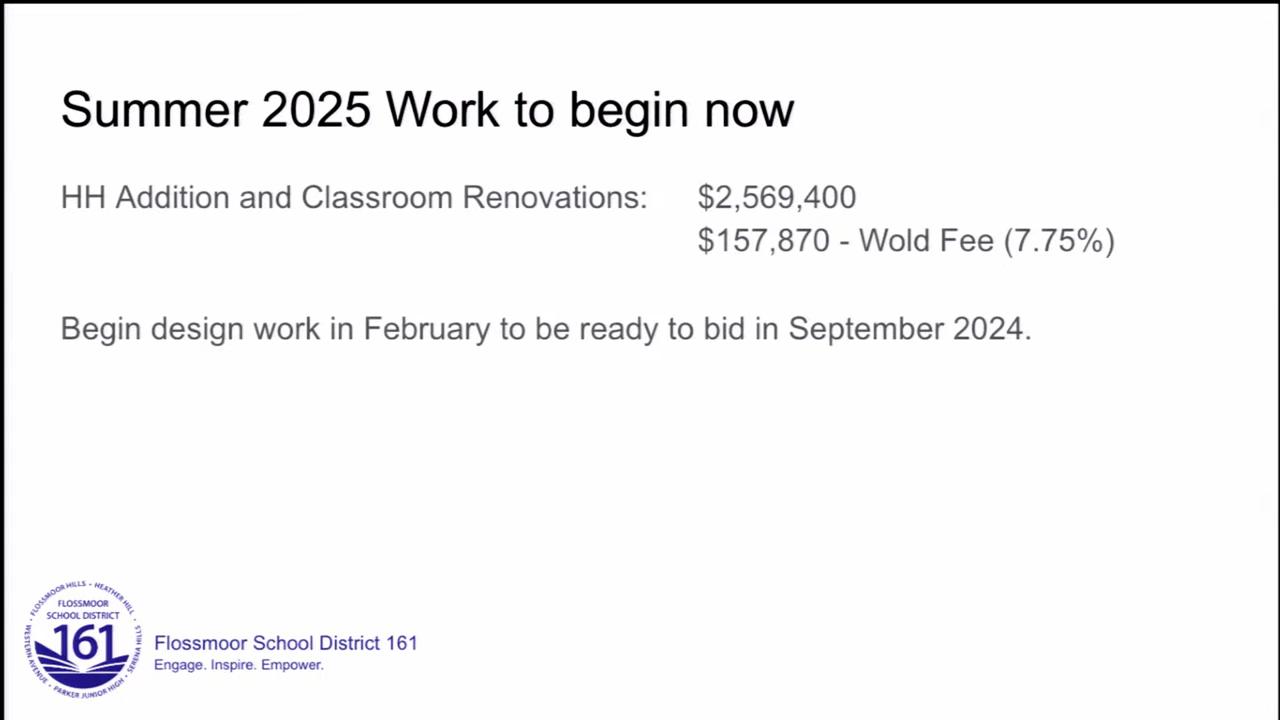 Summer 2025 Work to begin now
HH Addition and Classroom Renovations: $2,569,400
$157,870 - Wold Fee (7.75%)
Begin design work in February to be ready to bid in September 2024.
FLOSSMOOR HILLS • HEATHER HILL • SERENA HILLS • PARKER JUNIOR HIGH • WESTERN AVENUE •
FLOSSMOOR
SCHOOL DISTRICT
161
Flossmoor School District 161
Engage. Inspire. Empower.